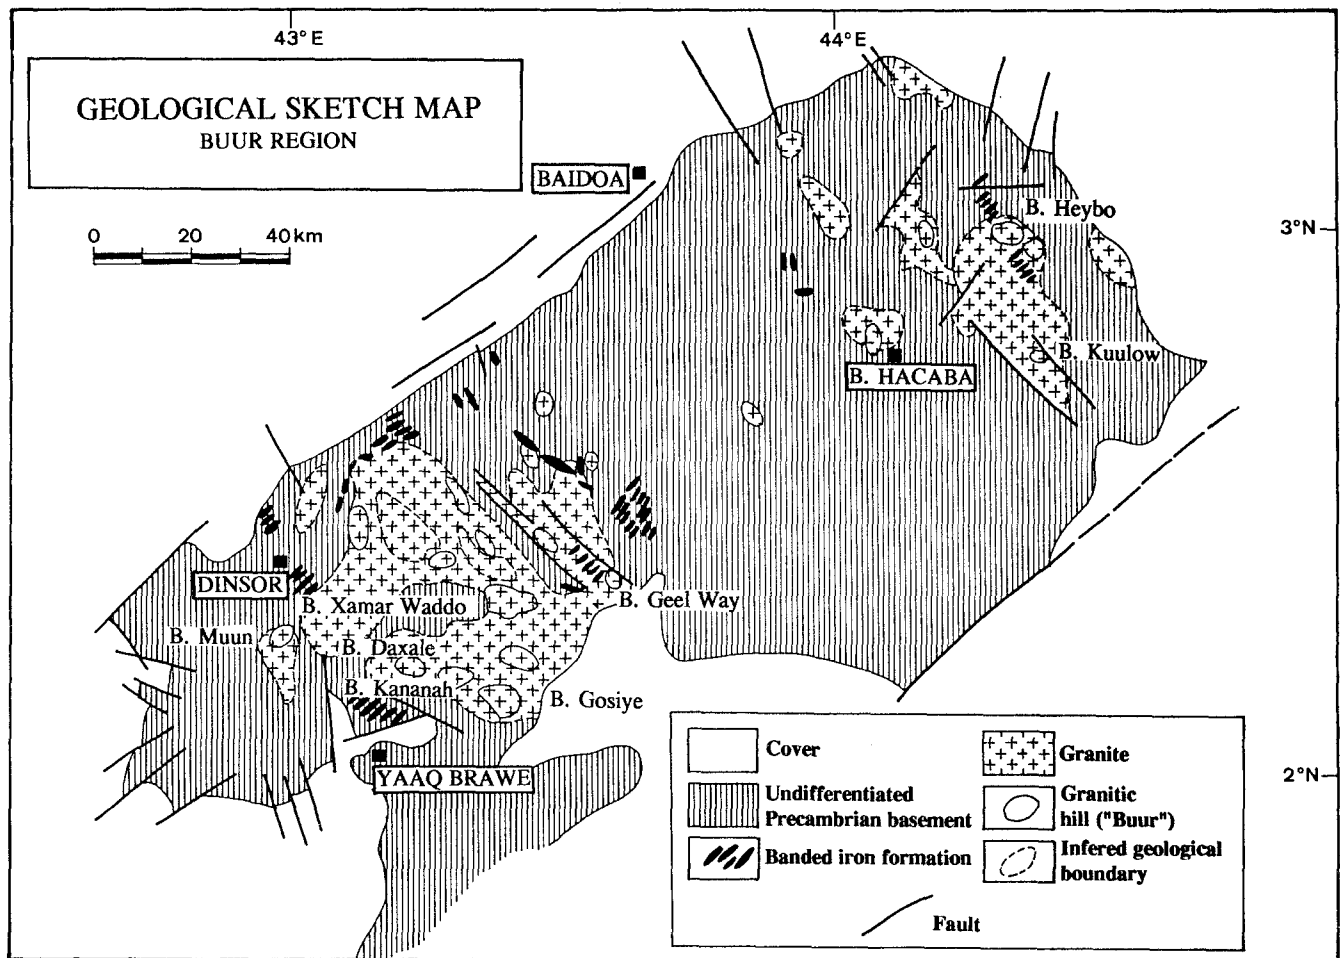 43°E
44°E
GEOLOGICAL SKETCH MAP
BUUR REGION
BAIDOA
0 20 40 km
B. Heybo
3°N
B. Kuulow
B. HACABA
DINSOR
B. Xamar Waddo
B. Geel Way
B. Muun
B. Daxale
B. Kananah
B. Gosiye
YAAQ BRAWE
2°N
Cover
Granite
Undifferentiated
Precambrian basement
Granitic
hill ("Buur")
Banded iron formation
Infered geological
boundary
Fault